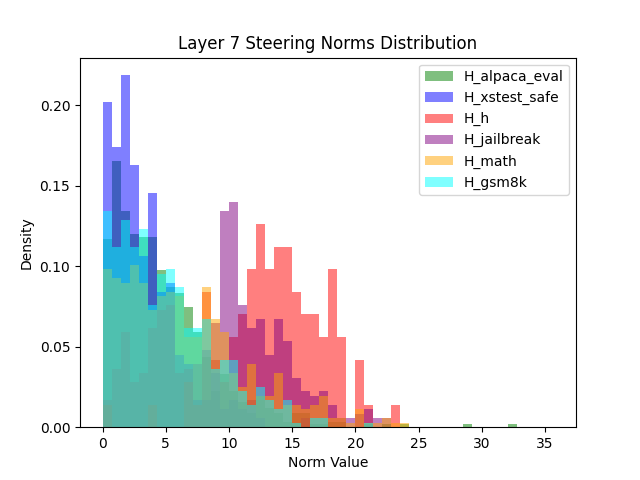 Layer 7 Steering Norms Distribution
H_alpaca_eval
H_xstest_safe
H_h
H_jailbreak
H_math
H_gsm8k
0.20
0.15
0.10
0.05
0.00
Density
0 5 10 15 20 25 30 35
Norm Value